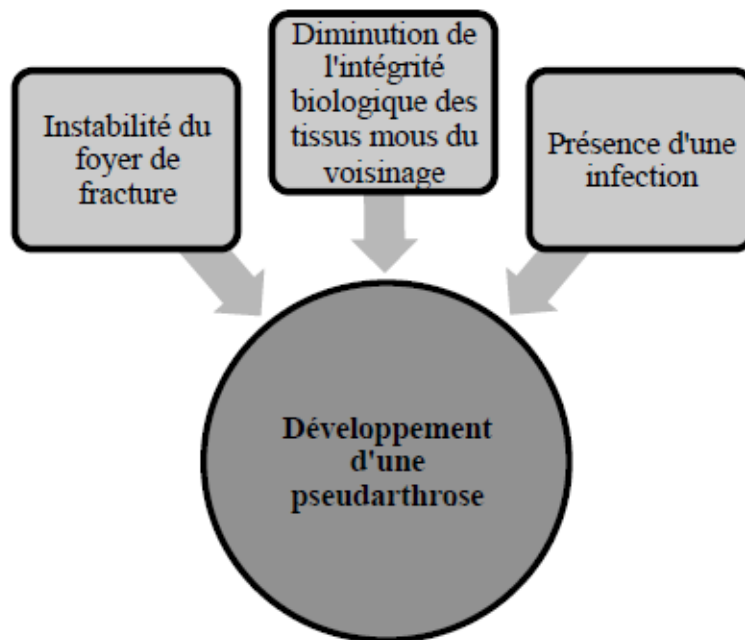 Instabilité du
foyer de
fracture
Diminution de
l'intégrité
biologique des
tissus mous du
voisinage
Présence d'une
infection
Développement
d'une
pseudarthrose